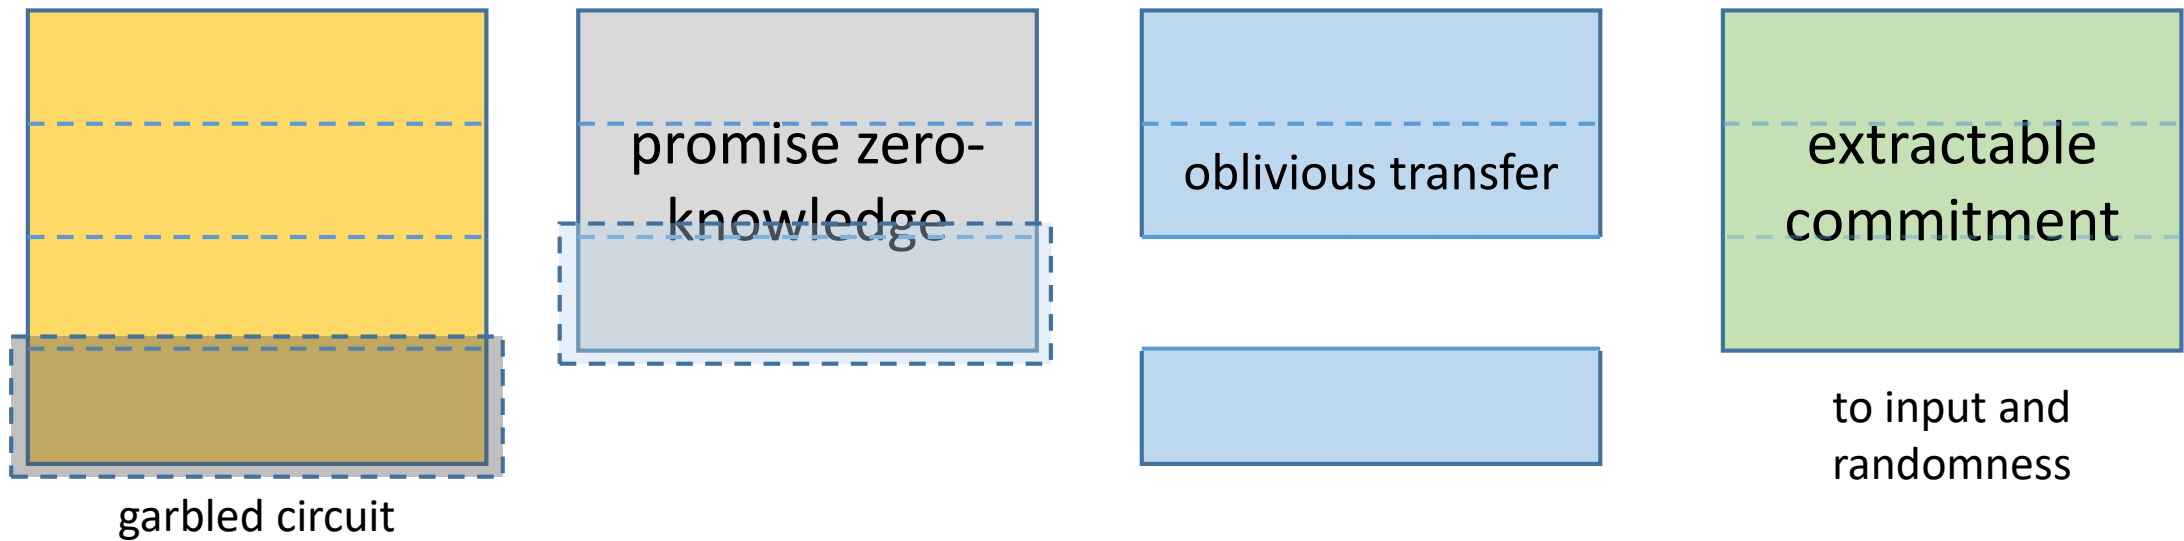 promise zero-
knowledge
oblivious transfer
extractable
commitment
to input and
randomness
garbled circuit